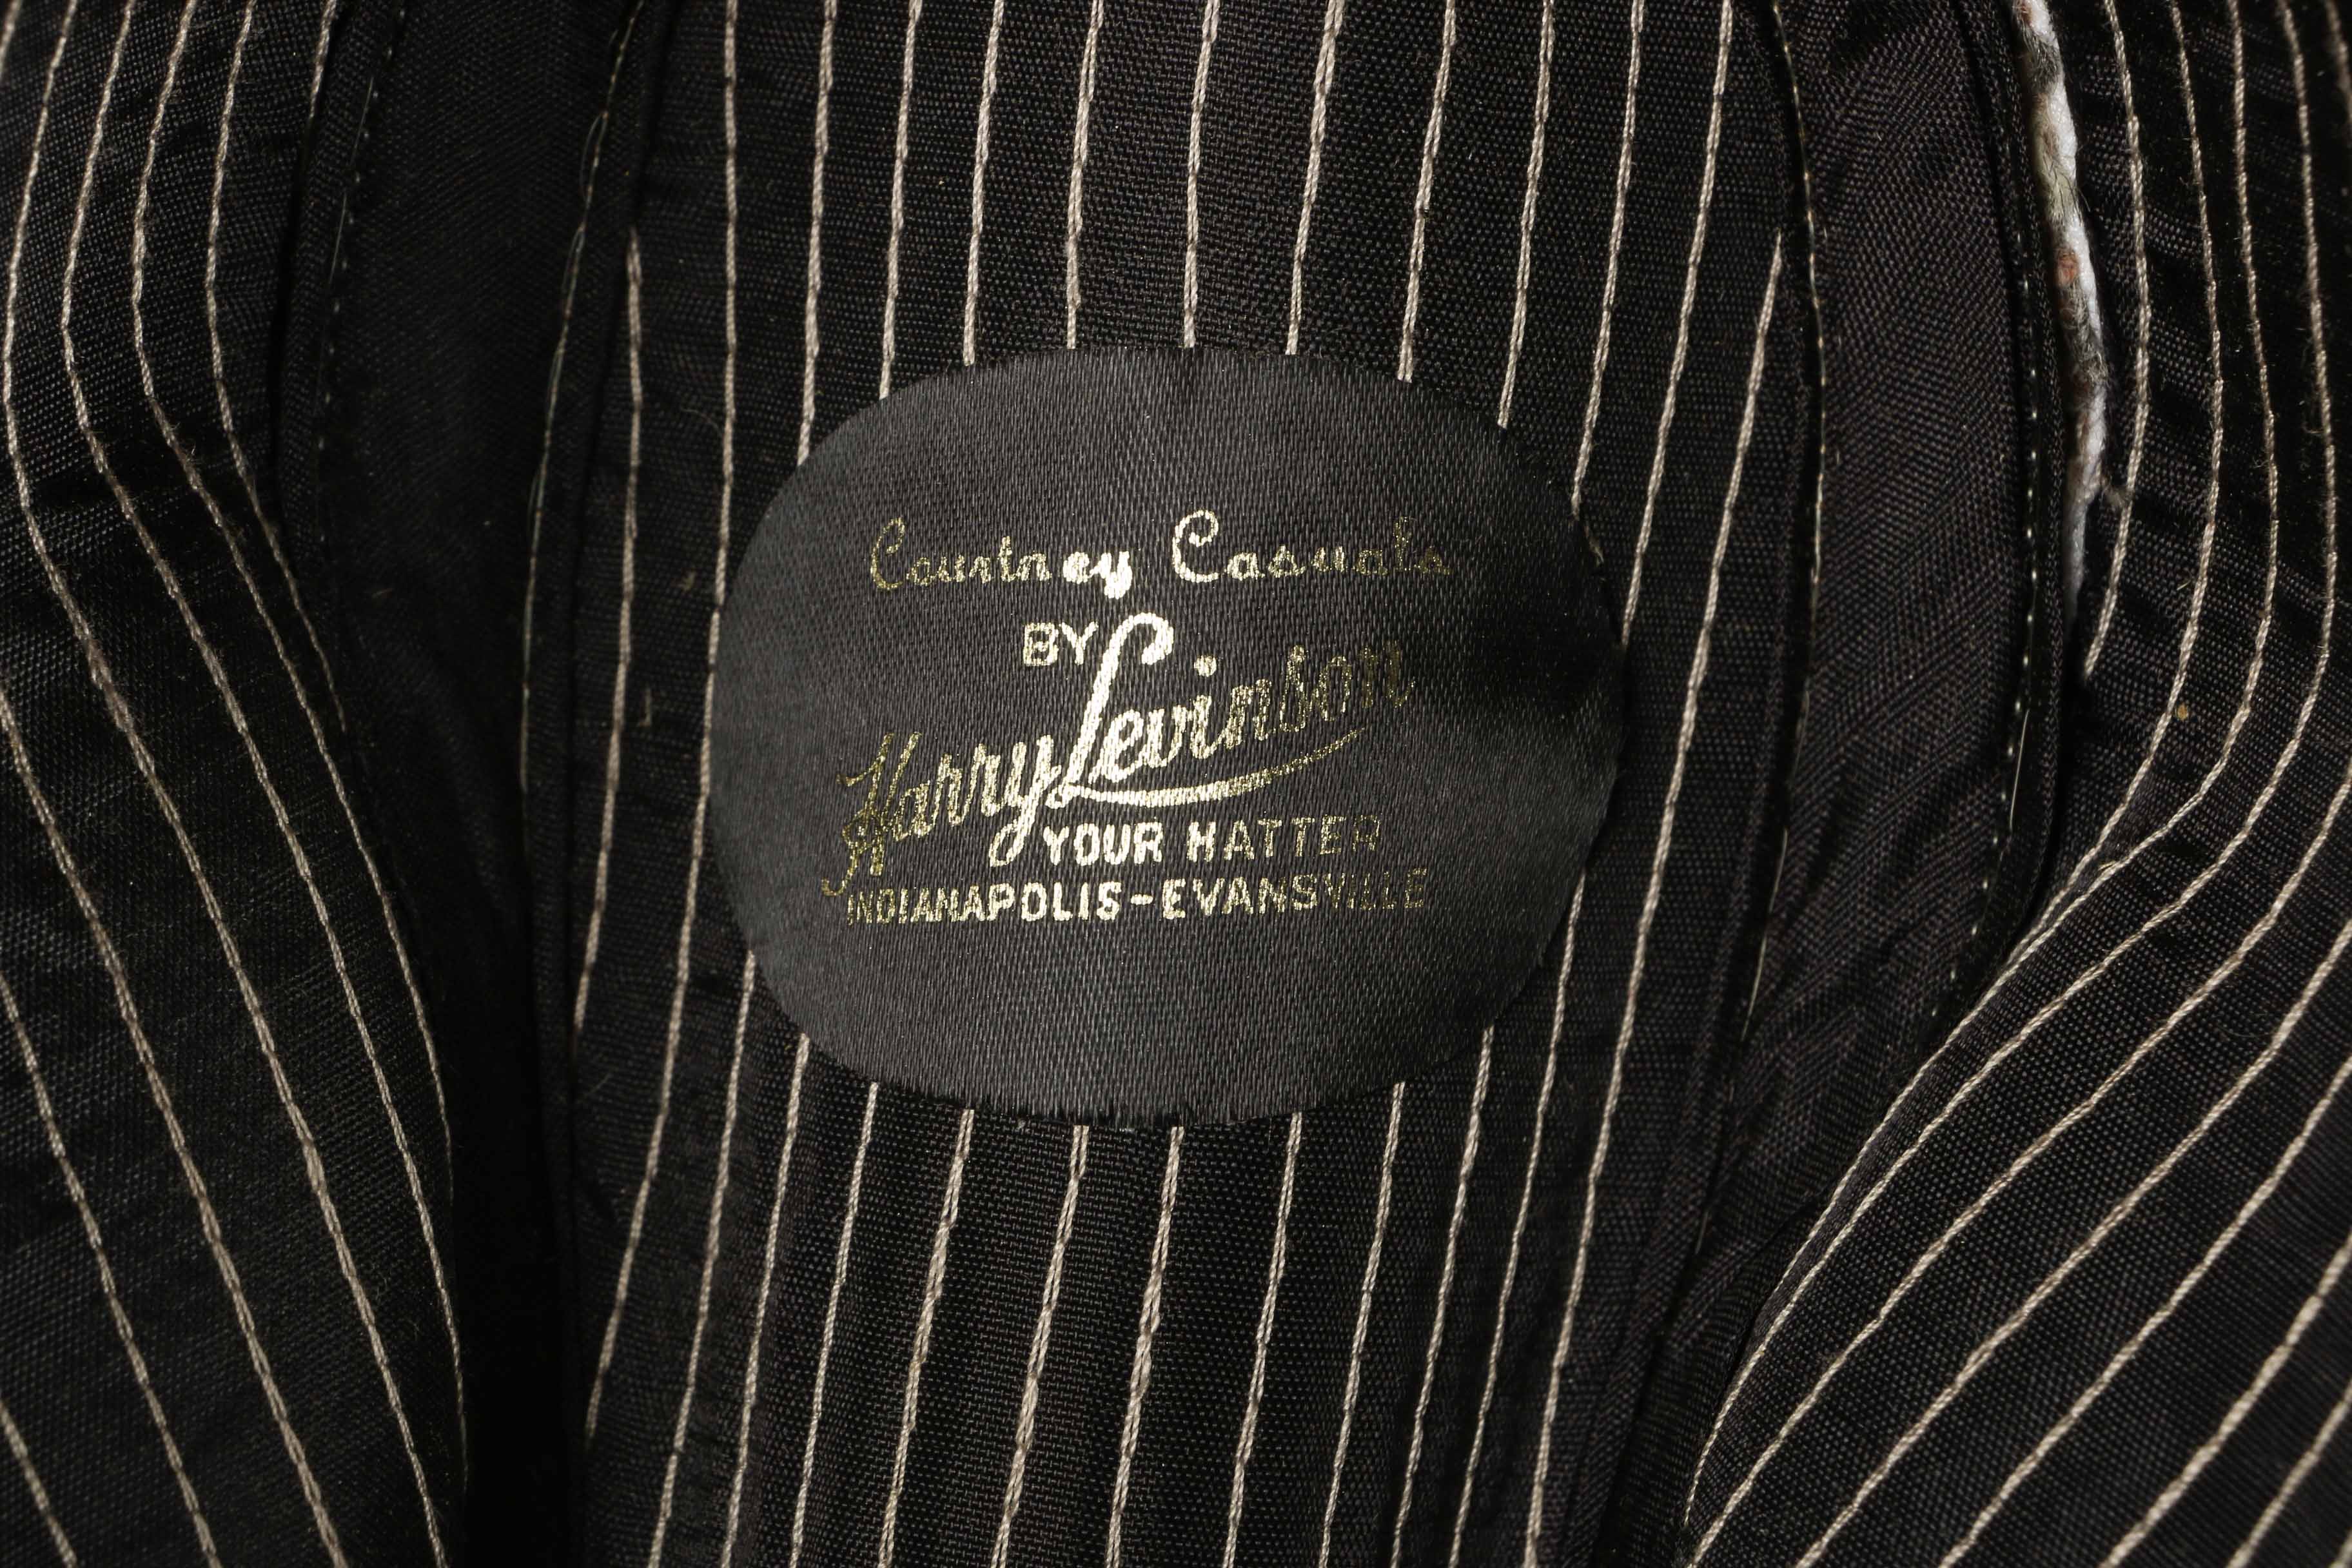 Courtney Casuals
BY Harry Levinson
YOUR HATTER
INDIANAPOLIS-EVANSVILLE